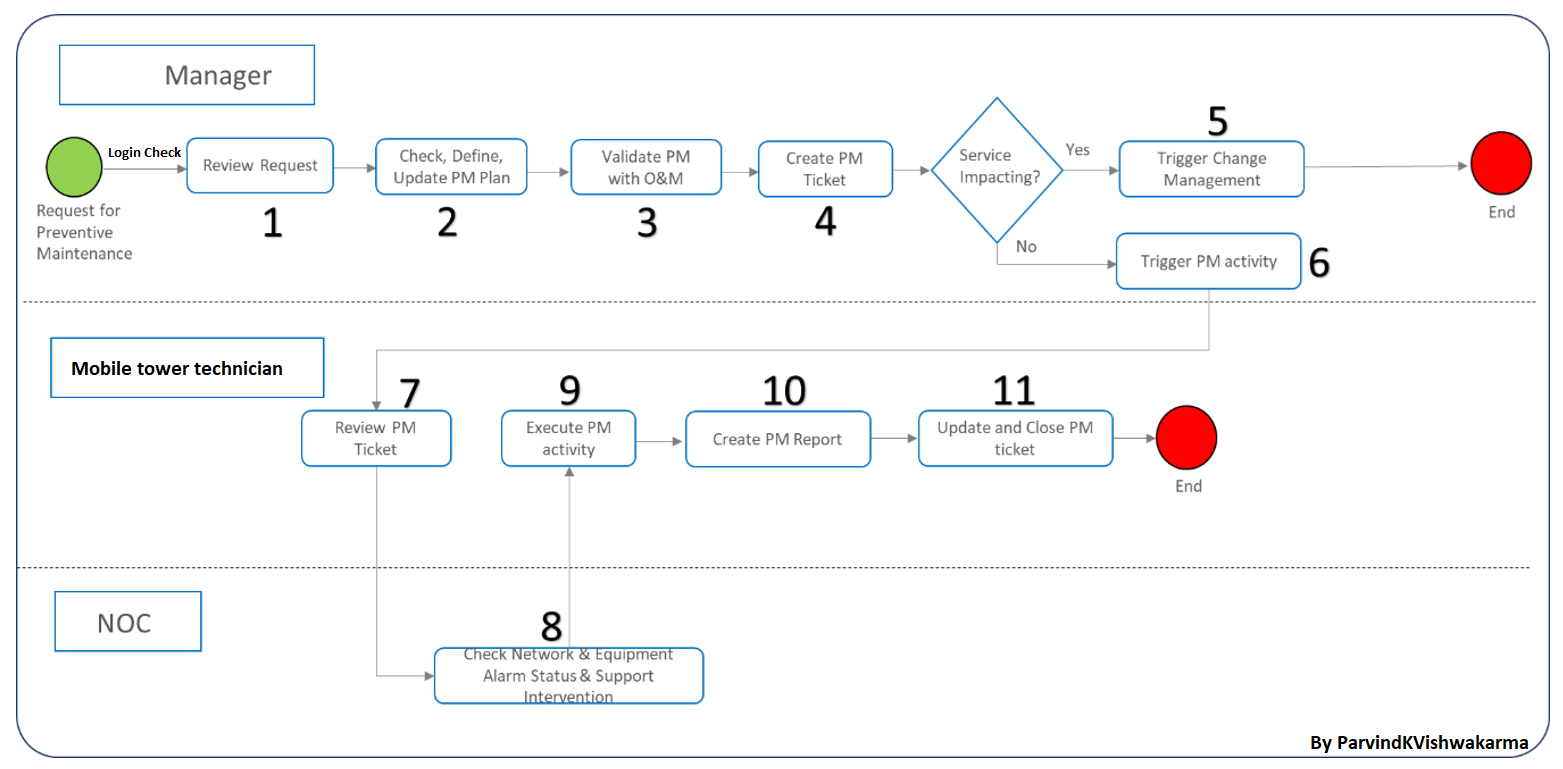 Manager
Login Check
Review Request
1
Request for
Preventive
Maintenance
Check, Define,
Update PM Plan
2
Validate PM
with O&M
3
Create PM
Ticket
4
Service
Impacting?
Yes
No
5
Trigger Change
Management
End
Trigger PM activity
6
Mobile tower technician
7
Review PM
Ticket
9
Execute PM
activity
10
Create PM Report
11
Update and Close PM
ticket
End
NOC
8
Check Network & Equipment
Alarm Status & Support
Intervention
By ParvindKVishwakarma